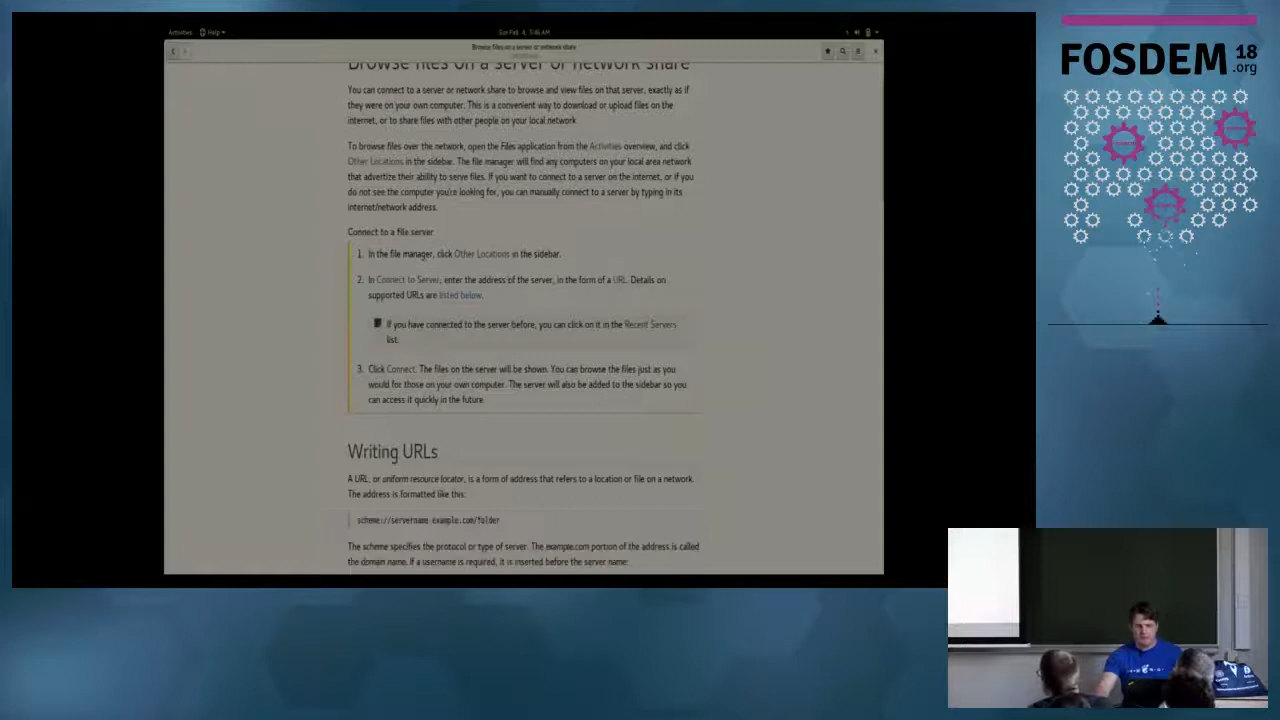 Activities Help
Sun Feb 4, 7:46 AM
Browse files on a server or network share
Browse files on a server or network share
You can connect to a server or network share to browse and view files on that server, exactly as if
they were on your own computer. This is a convenient way to download or upload files on the
internet, or to share files with other people on your local network.
To browse files over the network, open the Files application from the Activities overview, and click
Other Locations in the sidebar. The file manager will find any computers on your local area network
that advertize their ability to serve files. If you want to connect to a server on the internet, or if you
do not see the computer you're looking for, you can manually connect to a server by typing in its
internet/network address.
Connect to a file server
1. In the file manager, click Other Locations in the sidebar.
2. In Connect to Server, enter the address of the server, in the form of a URL. Details on
supported URLs are listed below.
If you have connected to the server before, you can click on it in the Recent Servers
list.
3. Click Connect. The files on the server will be shown. You can browse the files just as you
would for those on your own computer. The server will also be added to the sidebar so you
can access it quickly in the future.
Writing URLs
A URL, or uniform resource locator, is a form of address that refers to a location or file on a network.
The address is formatted like this:
scheme://servername.example.com/folder
The scheme specifies the protocol or type of server. The example.com portion of the address is called
the domain name. If a username is required, it is inserted before the server name:
FOSDEM 18
.org